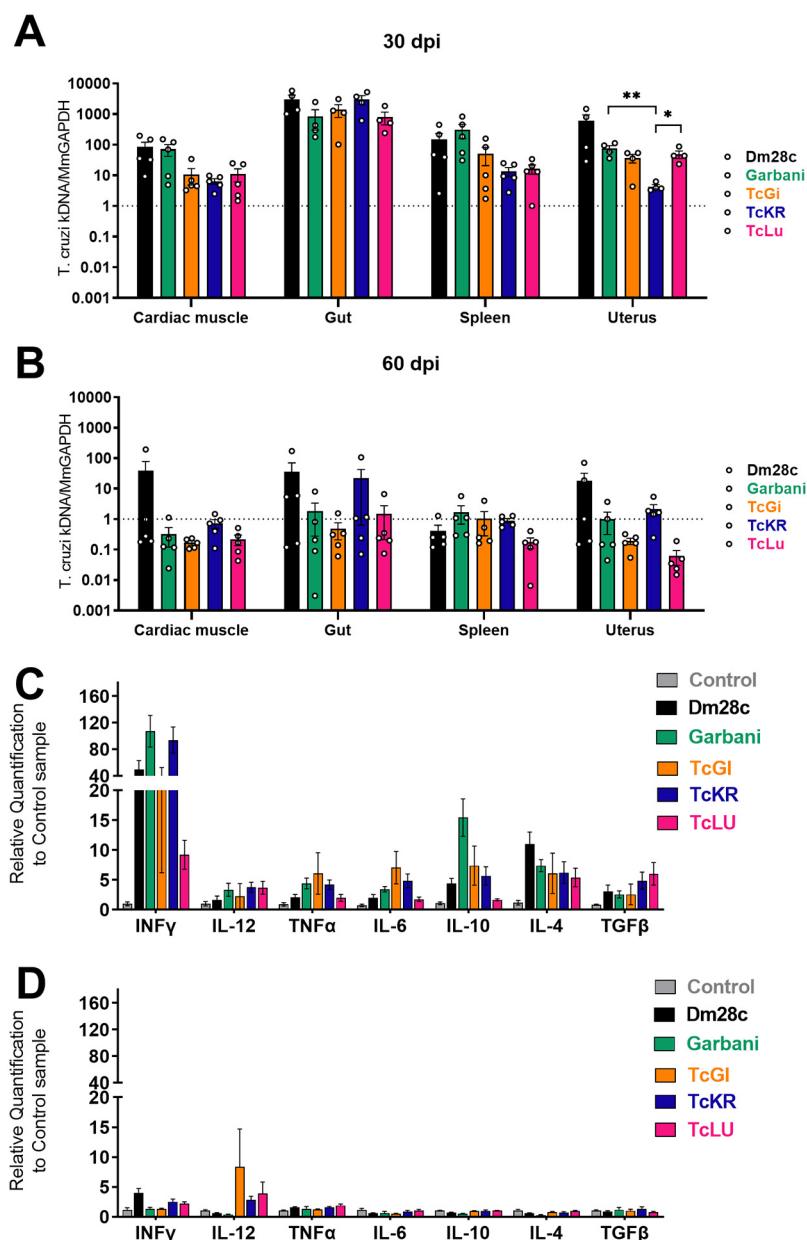 A
30 dpi
T. cruzi kDNA/MmGAPDH
10000
1000
100
10
1
0.1
0.01
0.001
** *
Cardiac muscle Gut Spleen Uterus
Dm28c
Garbani
TcGi
TcKR
TcLu
B
60 dpi
T. cruzi kDNA/MmGAPDH
10000
1000
100
10
1
0.1
0.01
0.001
Cardiac muscle Gut Spleen Uterus
Dm28c
Garbani
TcGi
TcKR
TcLu
C
Relative Quantification
to Control sample
160
120
80
40
20
15
10
5
0
INFγ IL-12 TNFα IL-6 IL-10 IL-4 TGFβ
Control
Dm28c
Garbani
TcGI
TcKR
TcLU
D
Relative Quantification
to Control sample
160
120
80
40
20
15
10
5
0
INFγ IL-12 TNFα IL-6 IL-10 IL-4 TGFβ
Control
Dm28c
Garbani
TcGI
TcKR
TcLU